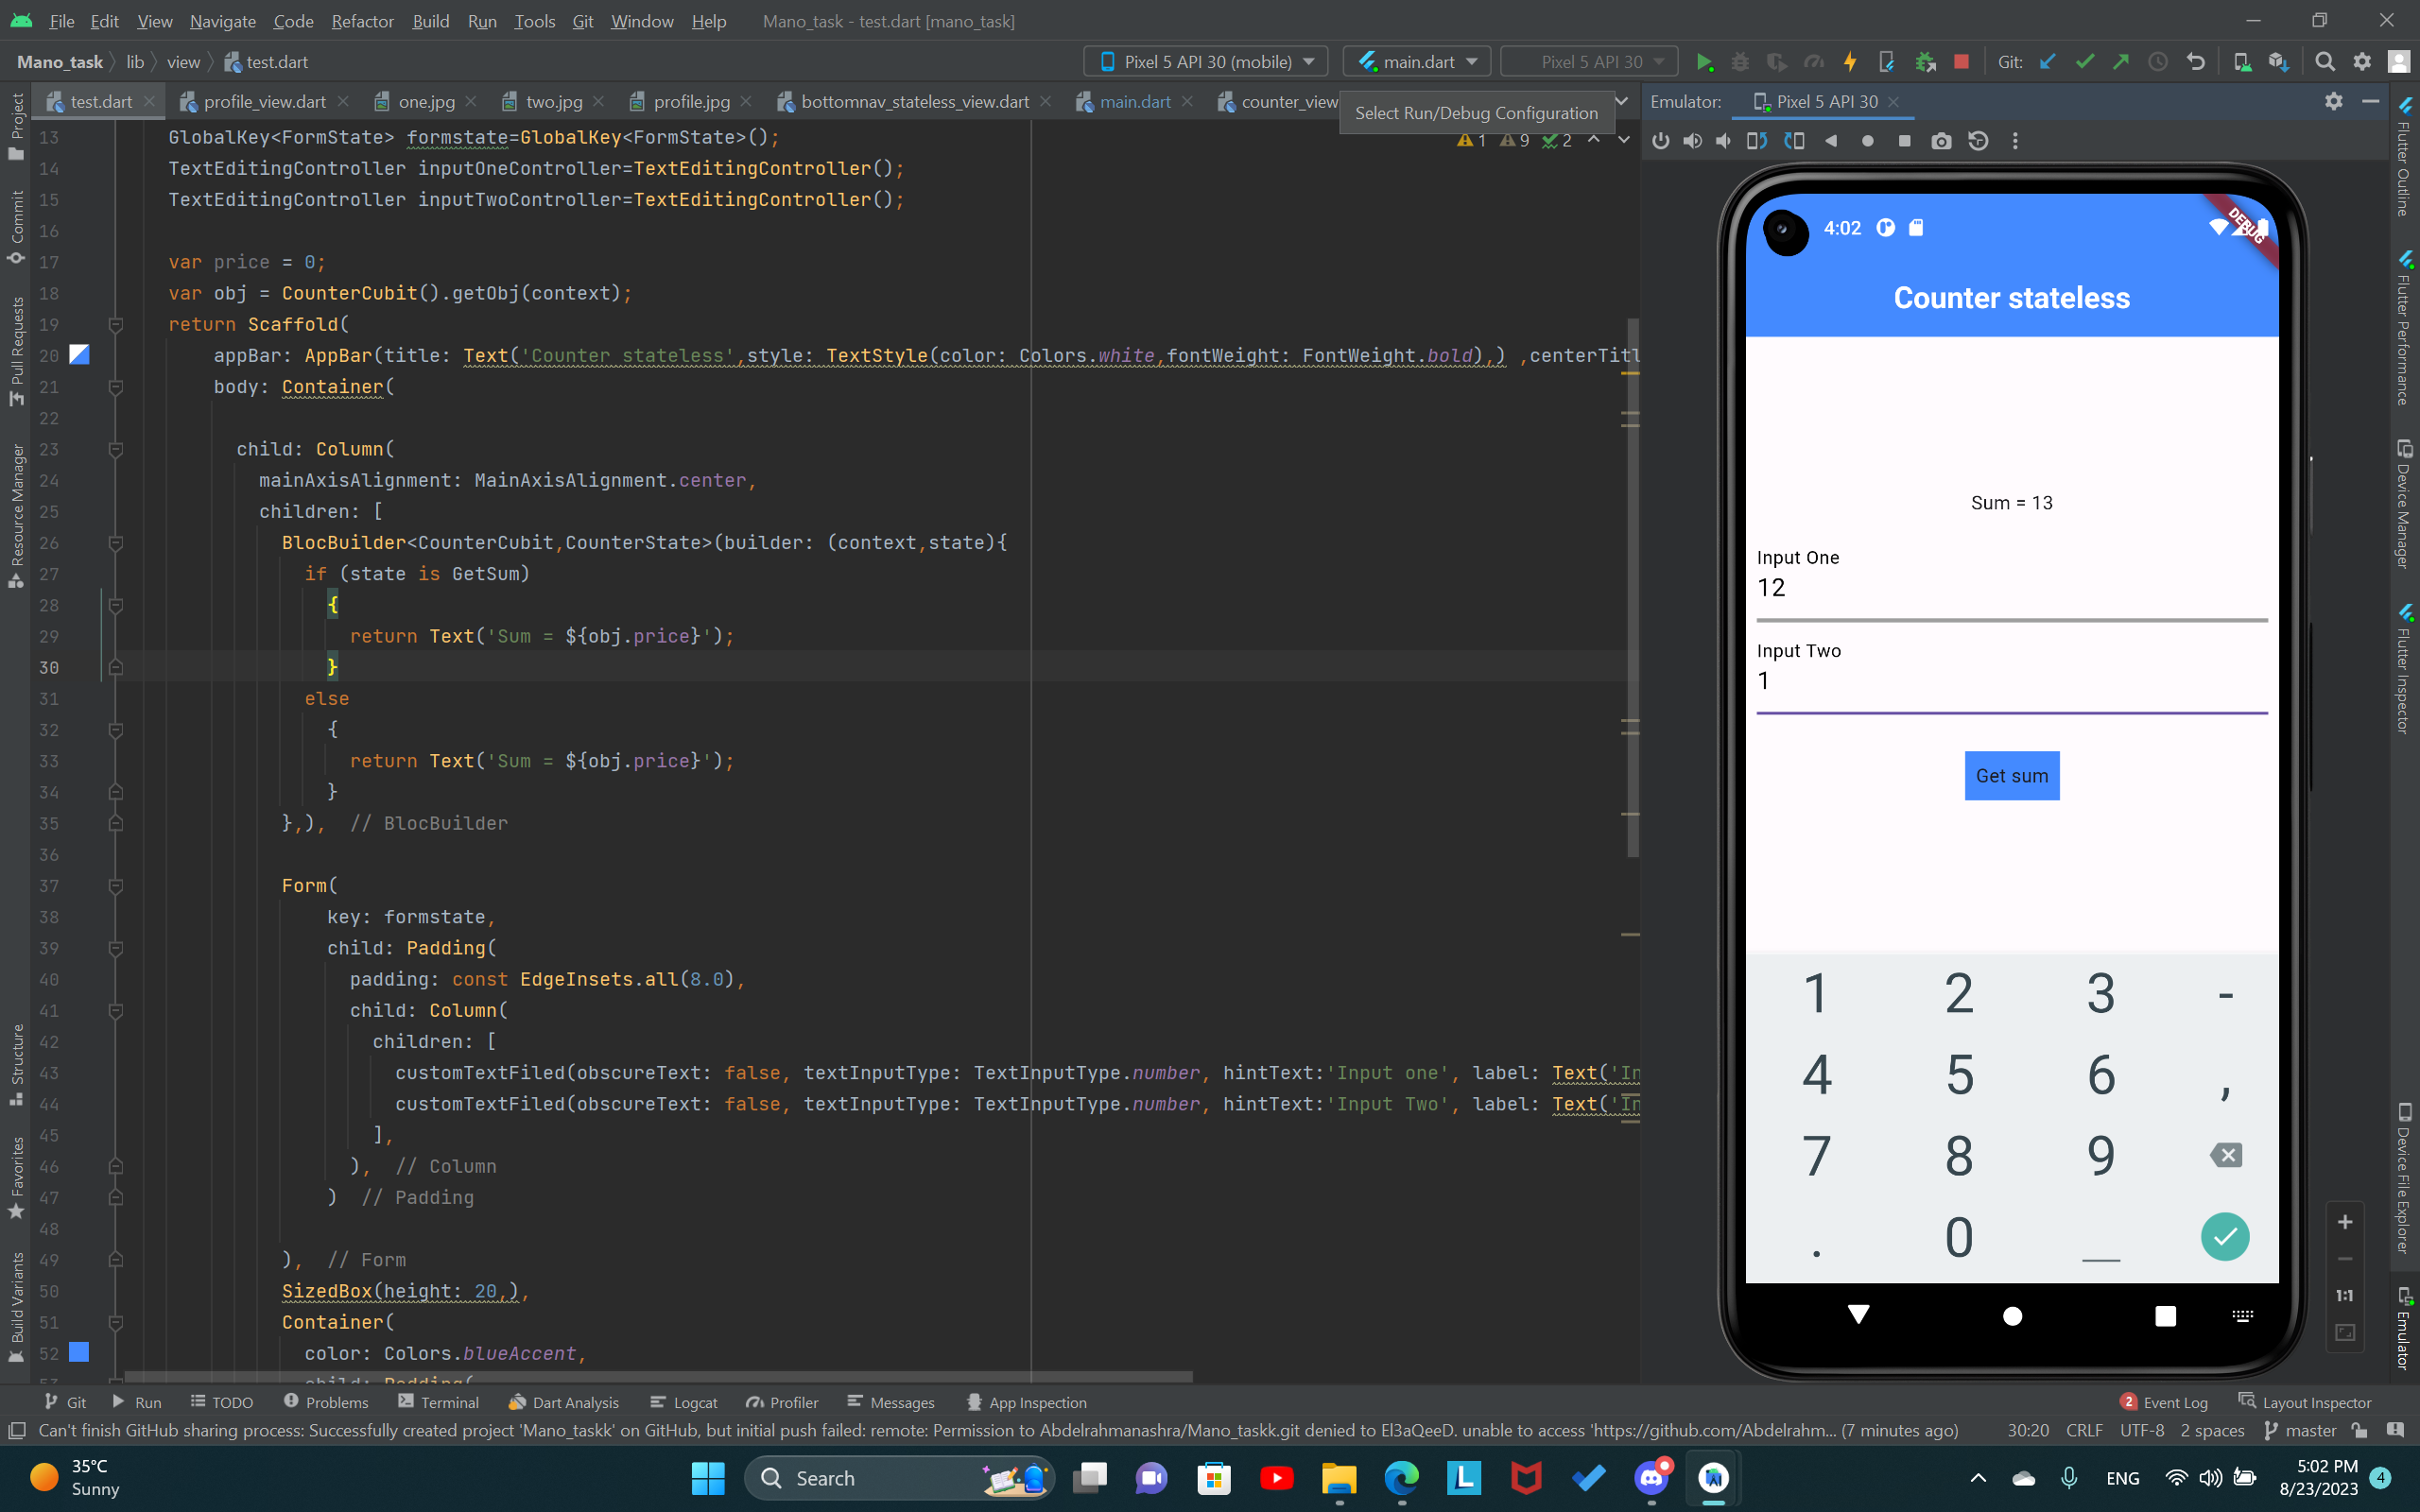 File Edit View Navigate Code Refactor Build Run Tools Git Window Help Mano_task - test.dart [mano_task]
Mano_task lib view test.dart Pixel 5 API 30 (mobile) main.dart Pixel 5 API 30 Git:
test.dart profile_view.dart one.jpg two.jpg profile.jpg bottomnav_stateless_view.dart main.dart counter_view
Select Run/Debug Configuration
Emulator: Pixel 5 API 30
1 9 2
13 GlobalKey<FormState> formstate=GlobalKey<FormState>();
14 TextEditingController inputOneController=TextEditingController();
15 TextEditingController inputTwoController=TextEditingController();
16
17 var price = 0;
18 var obj = CounterCubit().getObj(context);
19 return Scaffold(
20 appBar: AppBar(title: Text('Counter stateless',style: TextStyle(color: Colors.white,fontWeight: FontWeight.bold),) ,centerTitl
21 body: Container(
22
23 child: Column(
24 mainAxisAlignment: MainAxisAlignment.center,
25 children: [
26 BlocBuilder<CounterCubit,CounterState>(builder: (context,state){
27 if (state is GetSum)
28 {
29 return Text('Sum = ${obj.price}');
30 }
31 else
32 {
33 return Text('Sum = ${obj.price}');
34 }
35 },), // BlocBuilder
36
37 Form(
38 key: formstate,
39 child: Padding(
40 padding: const EdgeInsets.all(8.0),
41 child: Column(
42 children: [
43 customTextFiled(obscureText: false, textInputType: TextInputType.number, hintText:'Input one', label: Text('In
44 customTextFiled(obscureText: false, textInputType: TextInputType.number, hintText:'Input Two', label: Text('In
45 ],
46 ), // Column
47 ) // Padding
48
49 ), // Form
50 SizedBox(height: 20,),
51 Container(
52 color: Colors.blueAccent,
Project
Commit
Pull Requests
Resource Manager
Structure
Favorites
Build Variants
4:02
DEBUG
Counter stateless
Sum = 13
Input One
12
Input Two
1
Get sum
1 2 3 -
4 5 6 ,
7 8 9
. 0 _
+
−
1:1
Flutter Outline
Flutter Performance
Device Manager
Flutter Inspector
Device File Explorer
Emulator
Git Run TODO Problems Terminal Dart Analysis Logcat Profiler Messages App Inspection 2 Event Log Layout Inspector
Can't finish GitHub sharing process: Successfully created project 'Mano_taskk' on GitHub, but initial push failed: remote: Permission to Abdelrahmanashra/Mano_taskk.git denied to El3aQeeD. unable to access 'https://github.com/Abdelrahm... (7 minutes ago) 30:20 CRLF UTF-8 2 spaces master
35°C
Sunny
Search
L
ENG
5:02 PM
8/23/2023
4